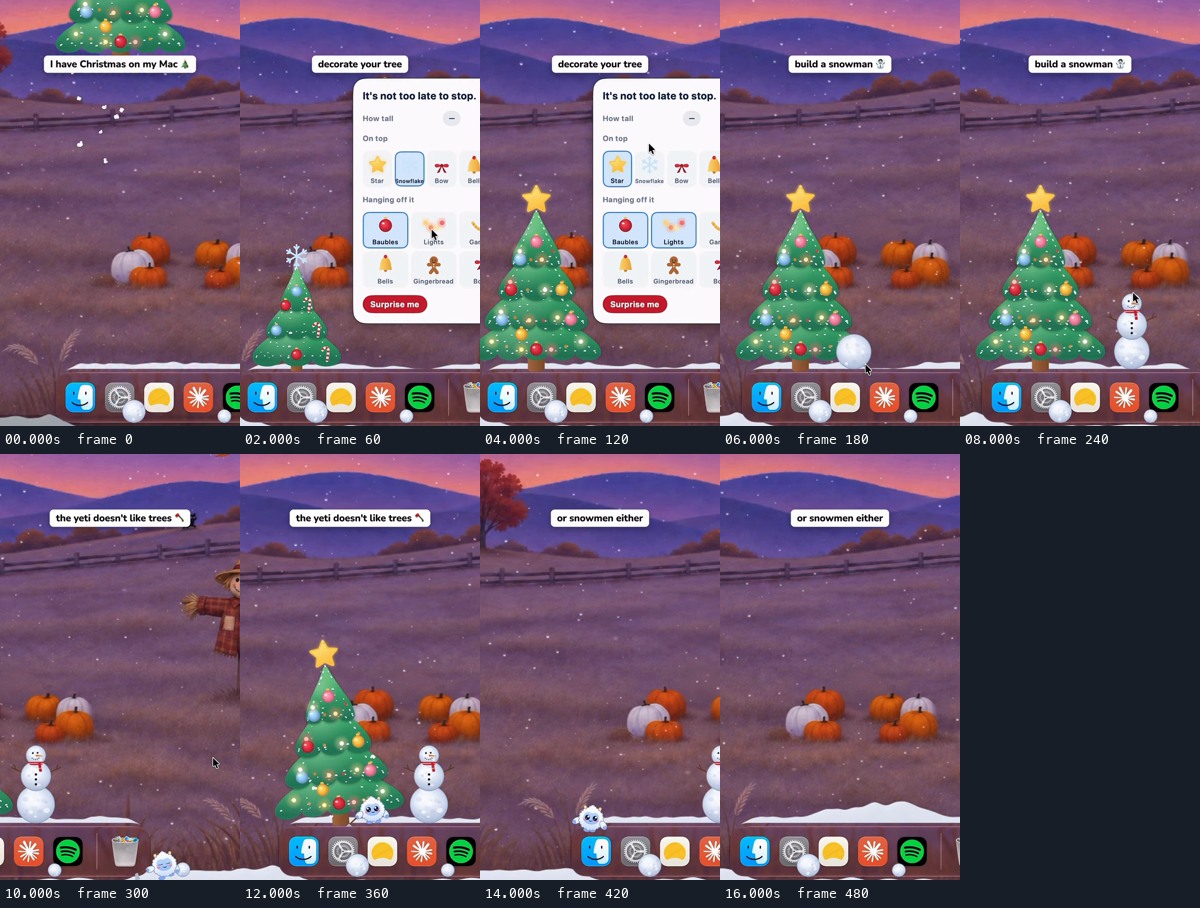 I have Christmas on my Mac 🎄
00.000s frame 0
decorate your tree
It's not too late to stop.
How tall
On top
Star
Snowflake
Bow
Hanging off it
Baubles
Lights
Bells
Gingerbread
Surprise me
02.000s frame 60
decorate your tree
It's not too late to stop.
How tall
On top
Star
Snowflake
Bow
Hanging off it
Baubles
Lights
Bells
Gingerbread
Surprise me
04.000s frame 120
build a snowman ☃️
06.000s frame 180
build a snowman ☃️
08.000s frame 240
the yeti doesn't like trees 🪓
10.000s frame 300
the yeti doesn't like trees 🪓
12.000s frame 360
or snowmen either
14.000s frame 420
or snowmen either
16.000s frame 480